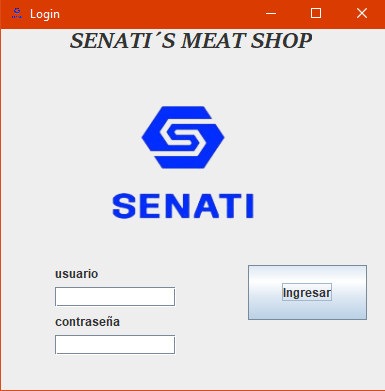 Login
SENATI´S MEAT SHOP
SENATI
usuario
contraseña
Ingresar